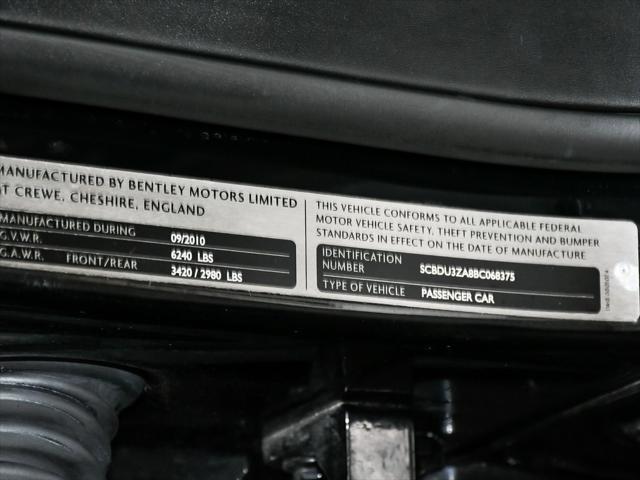 MANUFACTURED BY BENTLEY MOTORS LIMITED
AT CREWE, CHESHIRE, ENGLAND
MANUFACTURED DURING 09/2010
G.V.W.R. 6240 LBS
G.A.W.R. FRONT/REAR 3420 / 2980 LBS
THIS VEHICLE CONFORMS TO ALL APPLICABLE FEDERAL
MOTOR VEHICLE SAFETY, THEFT PREVENTION AND BUMPER
STANDARDS IN EFFECT ON THE DATE OF MANUFACTURE
IDENTIFICATION
NUMBER SCBDU3ZA8BC068375
TYPE OF VEHICLE PASSENGER CAR